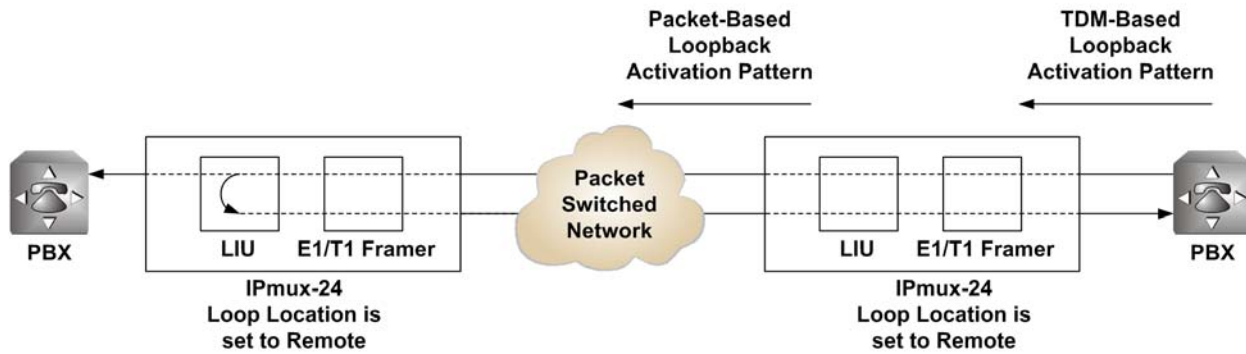 Packet-Based
Loopback
Activation Pattern
TDM-Based
Loopback
Activation Pattern
PBX
LIU
E1/T1 Framer
IPmux-24
Loop Location is
set to Remote
Packet
Switched
Network
LIU
E1/T1 Framer
IPmux-24
Loop Location is
set to Remote
PBX